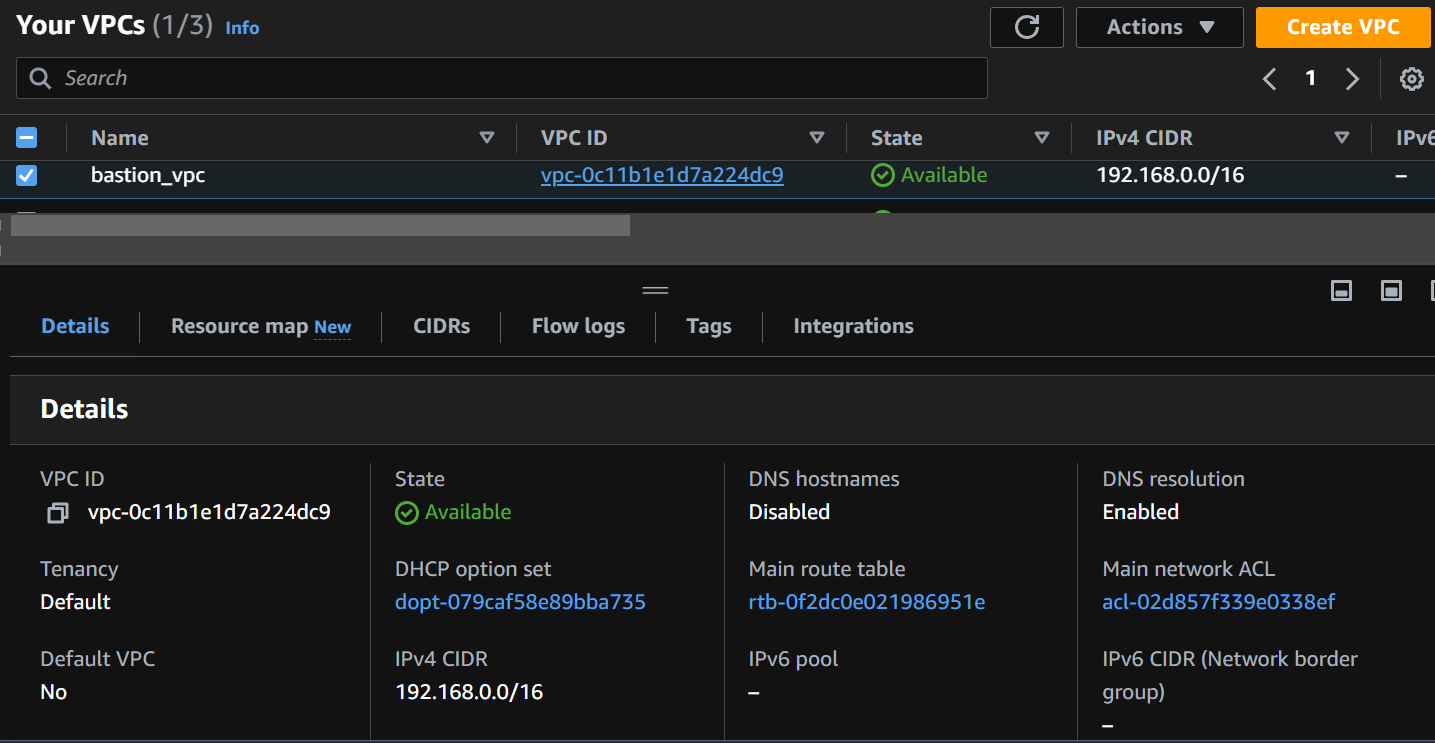 Your VPCs (1/3) Info
Actions Create VPC
Search
1
Name VPC ID State IPv4 CIDR IPv6
bastion_vpc vpc-0c11b1e1d7a224dc9 Available 192.168.0.0/16 –
Details Resource map New CIDRs Flow logs Tags Integrations
Details
VPC ID State DNS hostnames DNS resolution
vpc-0c11b1e1d7a224dc9 Available Disabled Enabled
Tenancy DHCP option set Main route table Main network ACL
Default dopt-079caf58e89bba735 rtb-0f2dc0e021986951e acl-02d857f339e0338ef
Default VPC IPv4 CIDR IPv6 pool IPv6 CIDR (Network border
No 192.168.0.0/16 – group)
–